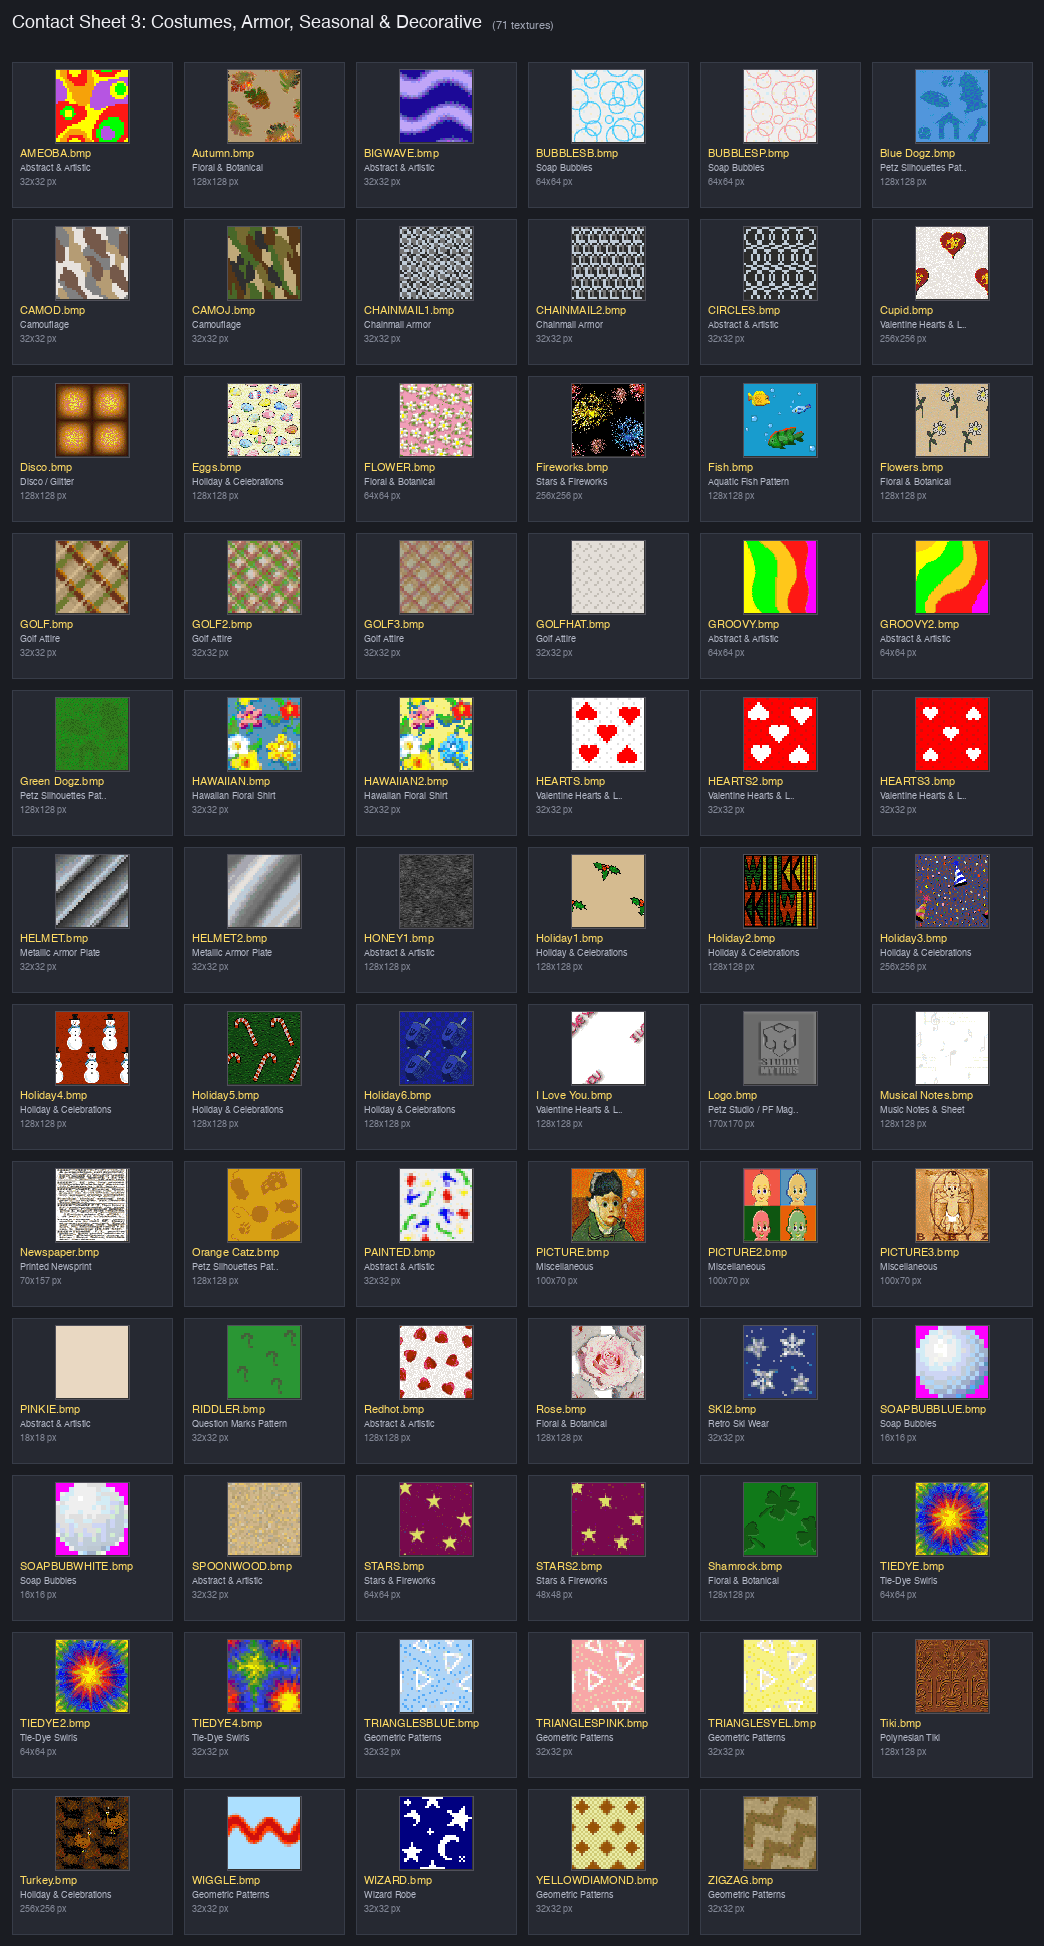 Contact Sheet 3: Costumes, Armor, Seasonal & Decorative (71 textures)
AMEOBA.bmp
Abstract & Artistic
32x32 px
Autumn.bmp
Floral & Botanical
128x128 px
BIGWAVE.bmp
Abstract & Artistic
32x32 px
BUBBLESB.bmp
Soap Bubbles
64x64 px
BUBBLESP.bmp
Soap Bubbles
64x64 px
Blue Dogz.bmp
Petz Silhouettes Pat..
128x128 px
CAMOD.bmp
Camouflage
32x32 px
CAMOJ.bmp
Camouflage
32x32 px
CHAINMAIL1.bmp
Chainmail Armor
32x32 px
CHAINMAIL2.bmp
Chainmail Armor
32x32 px
CIRCLES.bmp
Abstract & Artistic
32x32 px
Cupid.bmp
Valentine Hearts & L..
256x256 px
Disco.bmp
Disco / Glitter
128x128 px
Eggs.bmp
Holiday & Celebrations
128x128 px
FLOWER.bmp
Floral & Botanical
64x64 px
Fireworks.bmp
Stars & Fireworks
256x256 px
Fish.bmp
Aquatic Fish Pattern
128x128 px
Flowers.bmp
Floral & Botanical
128x128 px
GOLF.bmp
Golf Attire
32x32 px
GOLF2.bmp
Golf Attire
32x32 px
GOLF3.bmp
Golf Attire
32x32 px
GOLFHAT.bmp
Golf Attire
32x32 px
GROOVY.bmp
Abstract & Artistic
64x64 px
GROOVY2.bmp
Abstract & Artistic
64x64 px
Green Dogz.bmp
Petz Silhouettes Pat..
128x128 px
HAWAIIAN.bmp
Hawaiian Floral Shirt
32x32 px
HAWAIIAN2.bmp
Hawaiian Floral Shirt
32x32 px
HEARTS.bmp
Valentine Hearts & L..
32x32 px
HEARTS2.bmp
Valentine Hearts & L..
32x32 px
HEARTS3.bmp
Valentine Hearts & L..
32x32 px
HELMET.bmp
Metallic Armor Plate
32x32 px
HELMET2.bmp
Metallic Armor Plate
32x32 px
HONEY1.bmp
Abstract & Artistic
128x128 px
Holiday1.bmp
Holiday & Celebrations
128x128 px
Holiday2.bmp
Holiday & Celebrations
128x128 px
Holiday3.bmp
Holiday & Celebrations
256x256 px
Holiday4.bmp
Holiday & Celebrations
128x128 px
Holiday5.bmp
Holiday & Celebrations
128x128 px
Holiday6.bmp
Holiday & Celebrations
128x128 px
I Love You.bmp
Valentine Hearts & L..
128x128 px
STUDIO
MYTHOS
Logo.bmp
Petz Studio / PF Mag..
170x170 px
Musical Notes.bmp
Music Notes & Sheet
128x128 px
Newspaper.bmp
Printed Newsprint
70x157 px
Orange Catz.bmp
Petz Silhouettes Pat..
128x128 px
PAINTED.bmp
Abstract & Artistic
32x32 px
PICTURE.bmp
Miscellaneous
100x70 px
PICTURE2.bmp
Miscellaneous
100x70 px
BABYZ
PICTURE3.bmp
Miscellaneous
100x70 px
PINKIE.bmp
Abstract & Artistic
18x18 px
RIDDLER.bmp
Question Marks Pattern
32x32 px
Redhot.bmp
Abstract & Artistic
128x128 px
Rose.bmp
Floral & Botanical
128x128 px
SKI2.bmp
Retro Ski Wear
32x32 px
SOAPBUBBLUE.bmp
Soap Bubbles
16x16 px
SOAPBUBWHITE.bmp
Soap Bubbles
16x16 px
SPOONWOOD.bmp
Abstract & Artistic
32x32 px
STARS.bmp
Stars & Fireworks
64x64 px
STARS2.bmp
Stars & Fireworks
48x48 px
Shamrock.bmp
Floral & Botanical
128x128 px
TIEDYE.bmp
Tie-Dye Swirls
64x64 px
TIEDYE2.bmp
Tie-Dye Swirls
64x64 px
TIEDYE4.bmp
Tie-Dye Swirls
32x32 px
TRIANGLESBLUE.bmp
Geometric Patterns
32x32 px
TRIANGLESPINK.bmp
Geometric Patterns
32x32 px
TRIANGLESYEL.bmp
Geometric Patterns
32x32 px
Tiki.bmp
Polynesian Tiki
128x128 px
Turkey.bmp
Holiday & Celebrations
256x256 px
WIGGLE.bmp
Geometric Patterns
32x32 px
WIZARD.bmp
Wizard Robe
32x32 px
YELLOWDIAMOND.bmp
Geometric Patterns
32x32 px
ZIGZAG.bmp
Geometric Patterns
32x32 px